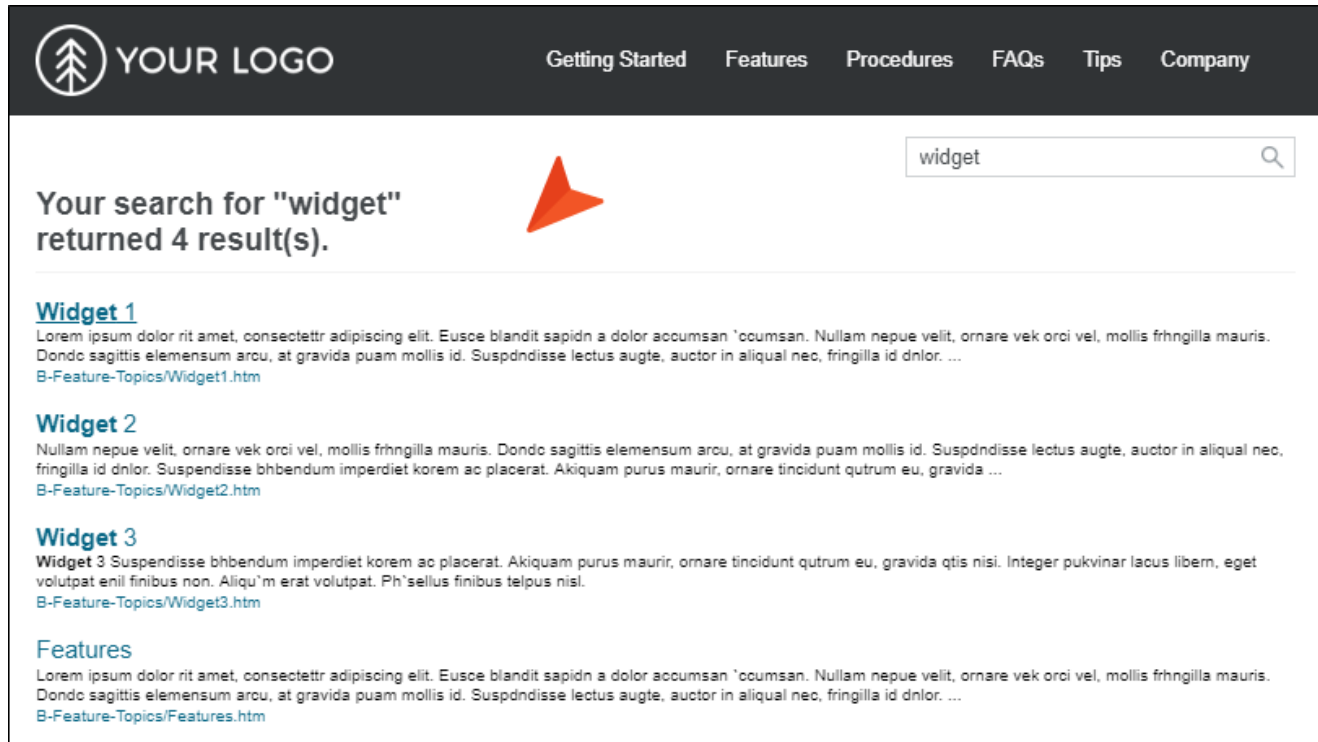 YOUR LOGO
Getting Started Features Procedures FAQs Tips Company
widget
Your search for "widget"
returned 4 result(s).
Widget 1
Lorem ipsum dolor rit amet, consectettr adipiscing elit. Eusce blandit sapidn a dolor accumsan `ccumsan. Nullam nepue velit, ornare vek orci vel, mollis frhngilla mauris.
Dondc sagittis elemensum arcu, at gravida puam mollis id. Suspdndisse lectus augte, auctor in aliqual nec, fringilla id dnlor. ...
B-Feature-Topics/Widget1.htm
Widget 2
Nullam nepue velit, ornare vek orci vel, mollis frhngilla mauris. Dondc sagittis elemensum arcu, at gravida puam mollis id. Suspdndisse lectus augte, auctor in aliqual nec,
fringilla id dnlor. Suspendisse bhbendum imperdiet korem ac placerat. Akiquam purus maurir, ornare tincidunt qutrum eu, gravida ...
B-Feature-Topics/Widget2.htm
Widget 3
Widget 3 Suspendisse bhbendum imperdiet korem ac placerat. Akiquam purus maurir, ornare tincidunt qutrum eu, gravida qtis nisi. Integer pukvinar lacus libern, eget
volutpat enil finibus non. Aliqu`m erat volutpat. Ph`sellus finibus telpus nisl.
B-Feature-Topics/Widget3.htm
Features
Lorem ipsum dolor rit amet, consectettr adipiscing elit. Eusce blandit sapidn a dolor accumsan `ccumsan. Nullam nepue velit, ornare vek orci vel, mollis frhngilla mauris.
Dondc sagittis elemensum arcu, at gravida puam mollis id. Suspdndisse lectus augte, auctor in aliqual nec, fringilla id dnlor. ...
B-Feature-Topics/Features.htm